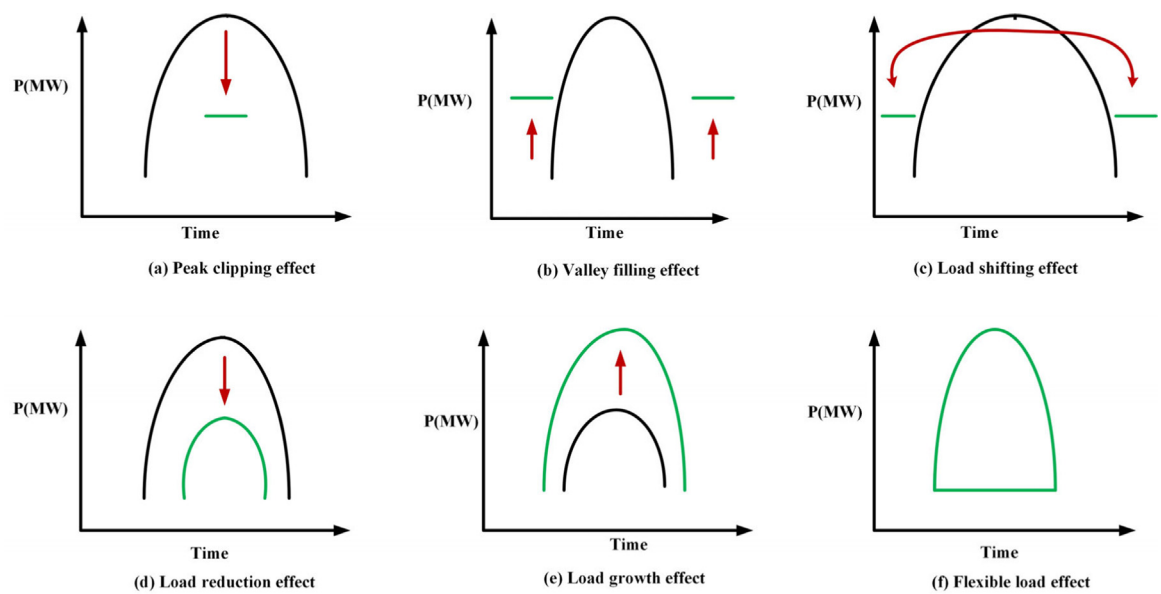 P(MW)
Time
(a) Peak clipping effect
P(MW)
Time
(b) Valley filling effect
P(MW)
Time
(c) Load shifting effect
P(MW)
Time
(d) Load reduction effect
P(MW)
Time
(e) Load growth effect
P(MW)
Time
(f) Flexible load effect